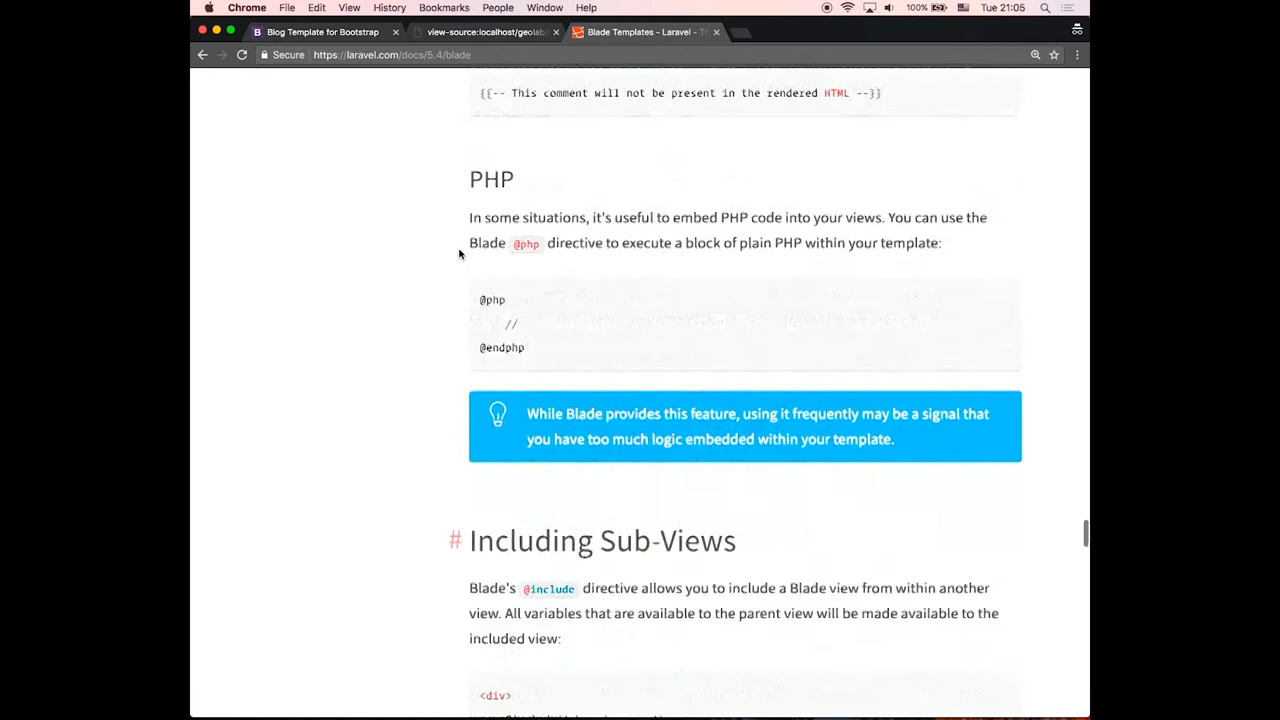 Chrome File Edit View History Bookmarks People Window Help 100% Tue 21:05
Blog Template for Bootstrap view-source:localhost/geolab Blade Templates - Laravel - Th
Secure https://laravel.com/docs/5.4/blade
{{-- This comment will not be present in the rendered HTML --}}
PHP
In some situations, it's useful to embed PHP code into your views. You can use the
Blade @php directive to execute a block of plain PHP within your template:
@php
//
@endphp
While Blade provides this feature, using it frequently may be a signal that
you have too much logic embedded within your template.
# Including Sub-Views
Blade's @include directive allows you to include a Blade view from within another
view. All variables that are available to the parent view will be made available to the
included view:
<div>